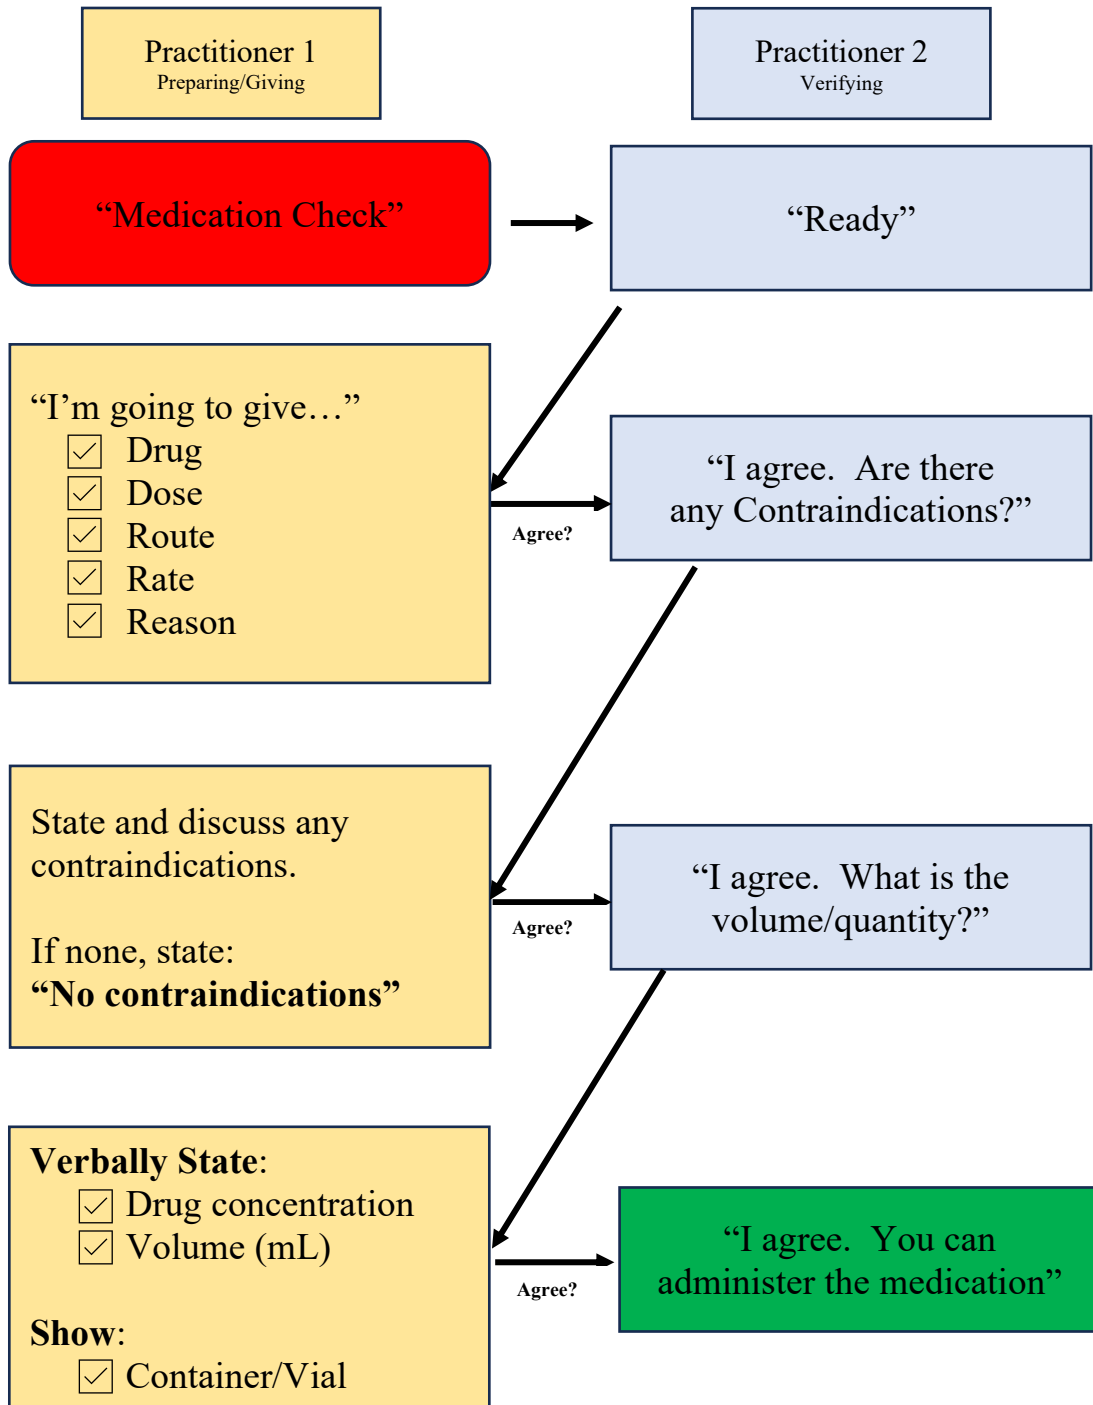 Practitioner 1
Preparing/Giving
Practitioner 2
Verifying
“Medication Check”
“Ready”
“I’m going to give…”
Drug
Dose
Route
Rate
Reason
Agree?
“I agree.  Are there
any Contraindications?”
State and discuss any
contraindications.
If none, state:
“No contraindications”
Agree?
“I agree.  What is the
volume/quantity?”
Verbally State:
Drug concentration
Volume (mL)
Show:
Container/Vial
Agree?
“I agree.  You can
administer the medication”